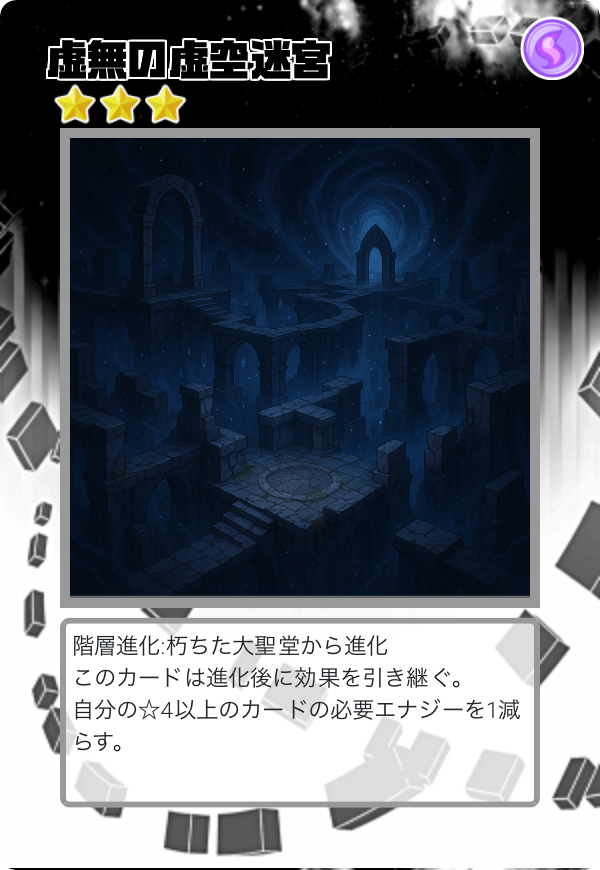 虚無の虚空迷宮
階層進化:朽ちた大聖堂から進化
このカードは進化後に効果を引き継ぐ。
自分の☆4以上のカードの必要エナジーを1減
らす。